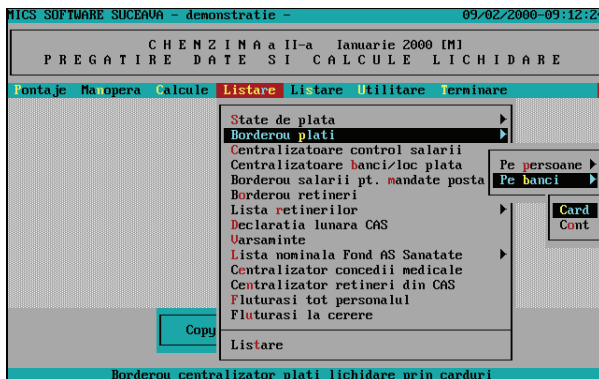 MICS SOFTWARE SUCEAVA - demonstratie - 09/02/2000-09:12:24
C H E N Z I N A a II-a Ianuarie 2000 [M]
P R E G A T I R E D A T E S I C A L C U L E L I C H I D A R E
Pontaje Manopera Calcule Listare Listare Utilitare Terminare
State de plata
Borderou plati
Centralizatoare control salarii
Centralizatoare banci/loc plata
Borderou salarii pt. mandate posta
Borderou retineri
Lista retinerilor
Declaratia lunara CAS
Varsaminte
Lista nominala Fond AS Sanatate
Centralizator concedii medicale
Centralizator retineri din CAS
Fluturasi tot personalul
Fluturasi la cerere
Listare
Pe persoane
Pe banci
Card
Cont
Copy
Borderou centralizator plati lichidare prin carduri